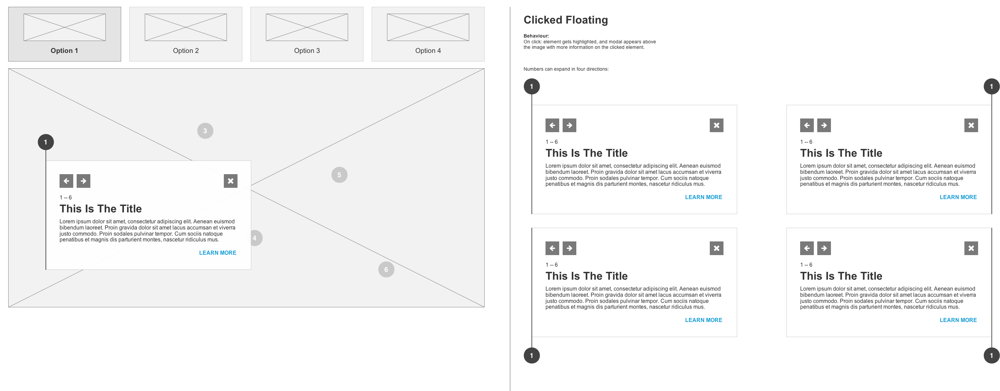 Option 1
Option 2
Option 3
Option 4
3
1
5
1 -- 6
This Is The Title
Lorem ipsum dolor sit amet, consectetur adipiscing elit. Aenean euismod
bibendum laoreet. Proin gravida dolor sit amet lacus accumsan et viverra
justo commodo. Proin sodales pulvinar tempor. Cum sociis natoque
penatibus et magnis dis parturient montes, nascetur ridiculus mus.
4
LEARN MORE
6
Clicked Floating
Behaviour:
On click: element gets highlighted, and modal appears above
the image with more information on the clicked element.
Numbers can expand in four directions:
1
1 -- 6
This Is The Title
Lorem ipsum dolor sit amet, consectetur adipiscing elit. Aenean euismod
bibendum laoreet. Proin gravida dolor sit amet lacus accumsan et viverra
justo commodo. Proin sodales pulvinar tempor. Cum sociis natoque
penatibus et magnis dis parturient montes, nascetur ridiculus mus.
LEARN MORE
1
1 -- 6
This Is The Title
Lorem ipsum dolor sit amet, consectetur adipiscing elit. Aenean euismod
bibendum laoreet. Proin gravida dolor sit amet lacus accumsan et viverra
justo commodo. Proin sodales pulvinar tempor. Cum sociis natoque
penatibus et magnis dis parturient montes, nascetur ridiculus mus.
LEARN MORE
1 -- 6
This Is The Title
Lorem ipsum dolor sit amet, consectetur adipiscing elit. Aenean euismod
bibendum laoreet. Proin gravida dolor sit amet lacus accumsan et viverra
justo commodo. Proin sodales pulvinar tempor. Cum sociis natoque
penatibus et magnis dis parturient montes, nascetur ridiculus mus.
LEARN MORE
1
1 -- 6
This Is The Title
Lorem ipsum dolor sit amet, consectetur adipiscing elit. Aenean euismod
bibendum laoreet. Proin gravida dolor sit amet lacus accumsan et viverra
justo commodo. Proin sodales pulvinar tempor. Cum sociis natoque
penatibus et magnis dis parturient montes, nascetur ridiculus mus.
LEARN MORE
1